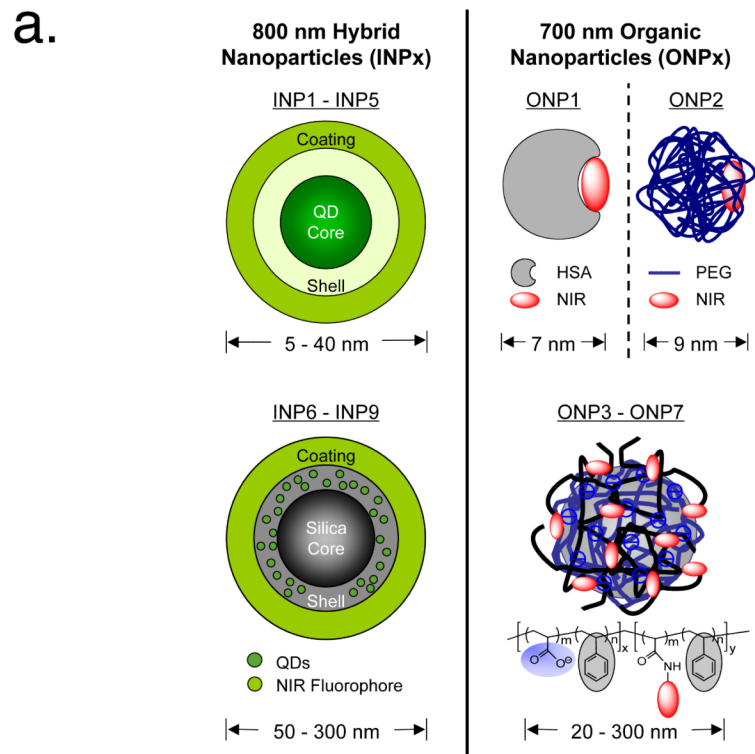 a.
800 nm Hybrid
Nanoparticles (INPx)
INP1 - INP5
Coating
QD
Core
Shell
5 - 40 nm
INP6 - INP9
Coating
Silica
Core
Shell
QDs
NIR Fluorophore
50 - 300 nm
700 nm Organic
Nanoparticles (ONPx)
ONP1
HSA
NIR
7 nm
ONP2
PEG
NIR
9 nm
ONP3 - ONP7
m n x m n y
O O⊖ O NH
20 - 300 nm